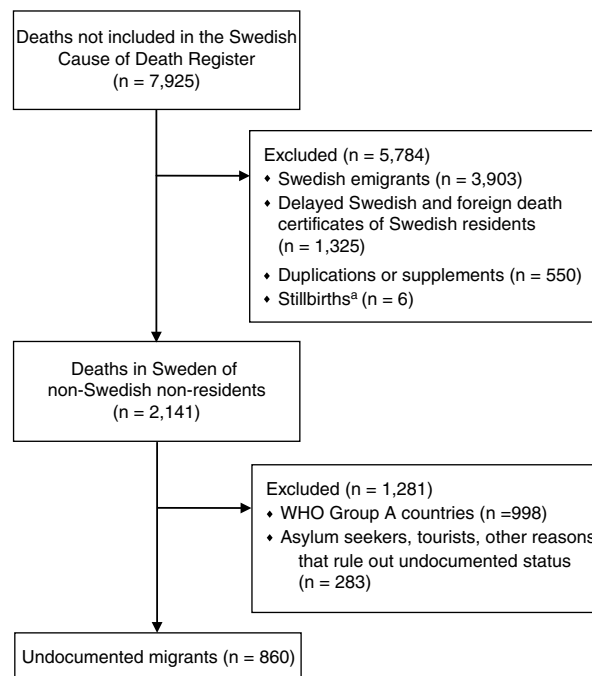 Deaths not included in the Swedish
Cause of Death Register
(n = 7,925)
Excluded (n = 5,784)
♦ Swedish emigrants (n = 3,903)
♦ Delayed Swedish and foreign death
certificates of Swedish residents
(n = 1,325)
♦ Duplications or supplements (n = 550)
♦ Stillbirthsᵃ (n = 6)
Deaths in Sweden of
non-Swedish non-residents
(n = 2,141)
Excluded (n = 1,281)
♦ WHO Group A countries (n =998)
♦ Asylum seekers, tourists, other reasons
that rule out undocumented status
(n = 283)
Undocumented migrants (n = 860)